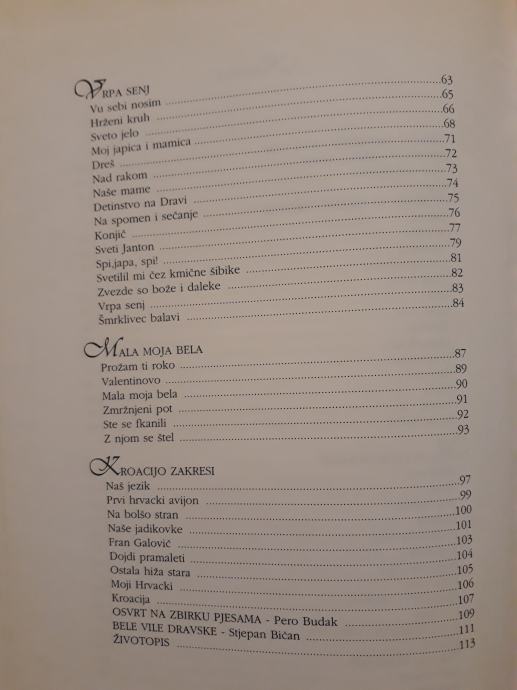 VRPA SENJ
Vu sebi nosim ........ 63
Hrženi kruh ........ 65
Sveto jelo ........ 66
Moj japica i mamica ........ 68
Dreš ........ 71
Nad rakom ........ 72
Naše mame ........ 73
Detinstvo na Dravi ........ 74
Na spomen i sečanje ........ 75
Konjič ........ 76
Sveti Janton ........ 77
Spi,japa, spi! ........ 79
Svetilil mi čez kmične šibike ........ 81
Zvezde so bože i daleke ........ 82
Vrpa senj ........ 83
Šmrklivec balavi ........ 84
MALA MOJA BELA
Prožam ti roko ........ 87
Valentinovo ........ 89
Mala moja bela ........ 90
Zmržnjeni pot ........ 91
Ste se fkanili ........ 92
Z njom se štel ........ 93
KROACIJO ZAKRESI
Naš jezik ........ 97
Prvi hrvacki avijon ........ 99
Na bolšo stran ........ 100
Naše jadikovke ........ 101
Fran Galović ........ 103
Dojdi pramaleti ........ 104
Ostala hiža stara ........ 105
Moji Hrvacki ........ 106
Kroacija ........ 107
OSVRT NA ZBIRKU PJESAMA - Pero Budak ........ 109
BELE VILE DRAVSKE - Stjepan Bičan ........ 111
ŽIVOTOPIS ........ 113